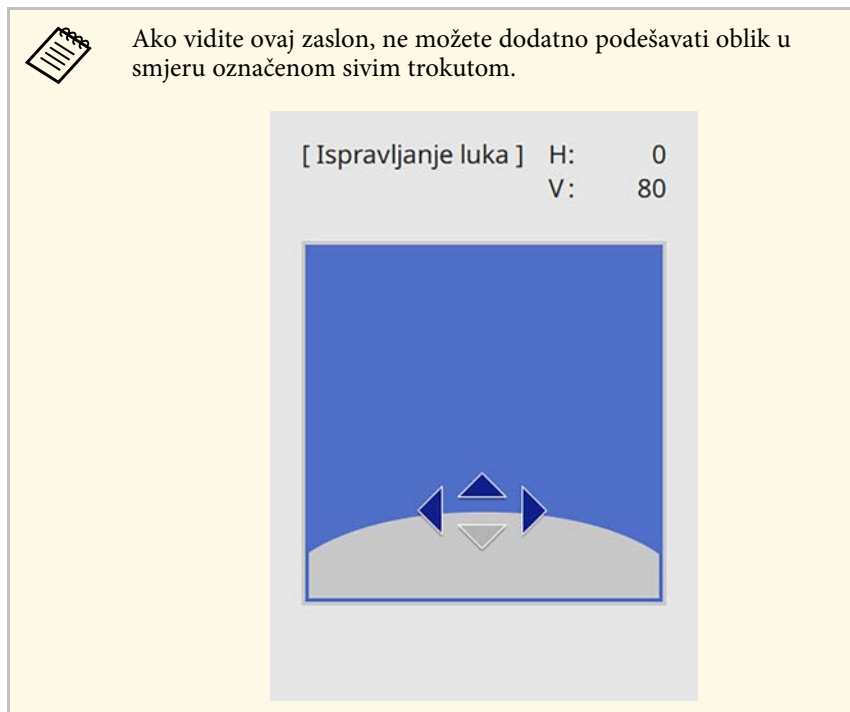 Ako vidite ovaj zaslon, ne možete dodatno podešavati oblik u
smjeru označenom sivim trokutom.
[ Ispravljanje luka ] H: 0
V: 80